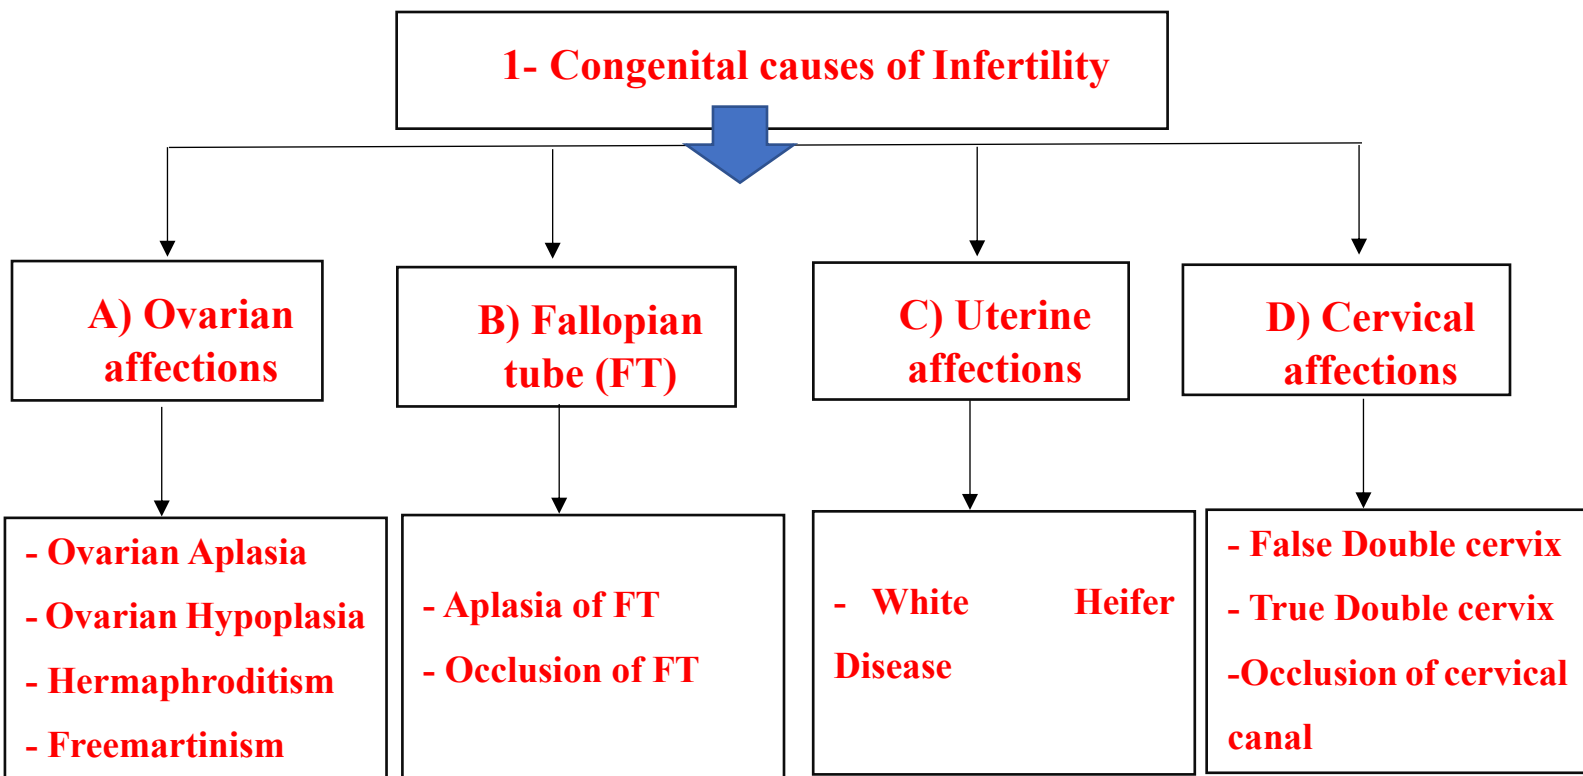 1- Congenital causes of Infertility
A) Ovarian
affections
B) Fallopian
tube (FT)
C) Uterine
affections
D) Cervical
affections
- Ovarian Aplasia
- Ovarian Hypoplasia
- Hermaphroditism
- Freemartinism
- Aplasia of FT
- Occlusion of FT
- White Heifer
Disease
- False Double cervix
- True Double cervix
-Occlusion of cervical
canal